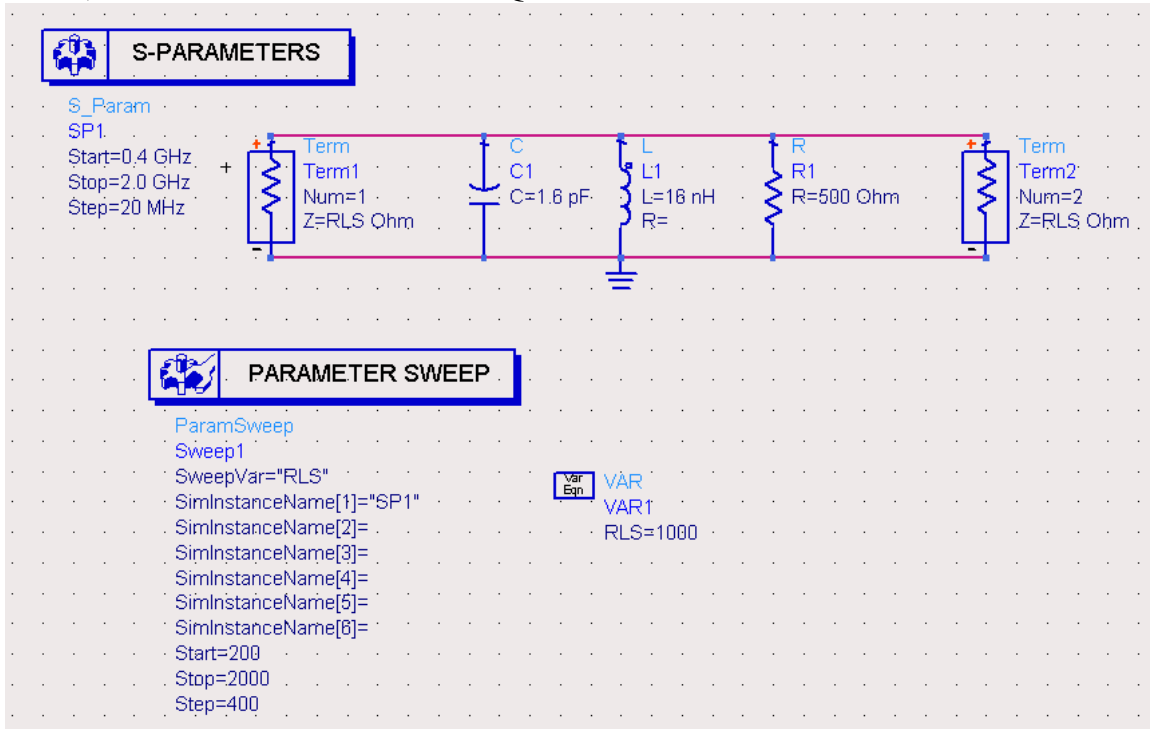 S-PARAMETERS
S_Param
SP1
Start=0.4 GHz
Stop=2.0 GHz
Step=20 MHz
+
+
Term
Term1
Num=1
Z=RLS Ohm
-
C
C1
C=1.6 pF
L
L1
L=16 nH
R=
R
R1
R=500 Ohm
+
Term
Term2
Num=2
Z=RLS Ohm
-
PARAMETER SWEEP
ParamSweep
Sweep1
SweepVar="RLS"
SimInstanceName[1]="SP1"
SimInstanceName[2]=
SimInstanceName[3]=
SimInstanceName[4]=
SimInstanceName[5]=
SimInstanceName[6]=
Start=200
Stop=2000
Step=400
Var
Eqn
VAR
VAR1
RLS=1000